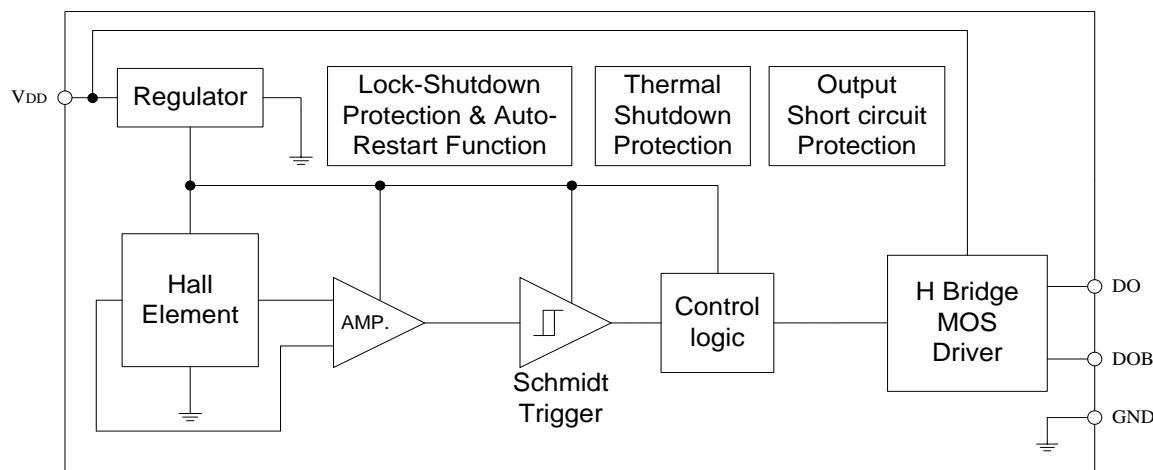 VDD
Regulator
Lock-Shutdown
Protection & Auto-
Restart Function
Thermal
Shutdown
Protection
Output
Short circuit
Protection
Hall
Element
AMP.
Schmidt
Trigger
Control
logic
H Bridge
MOS
Driver
DO
DOB
GND